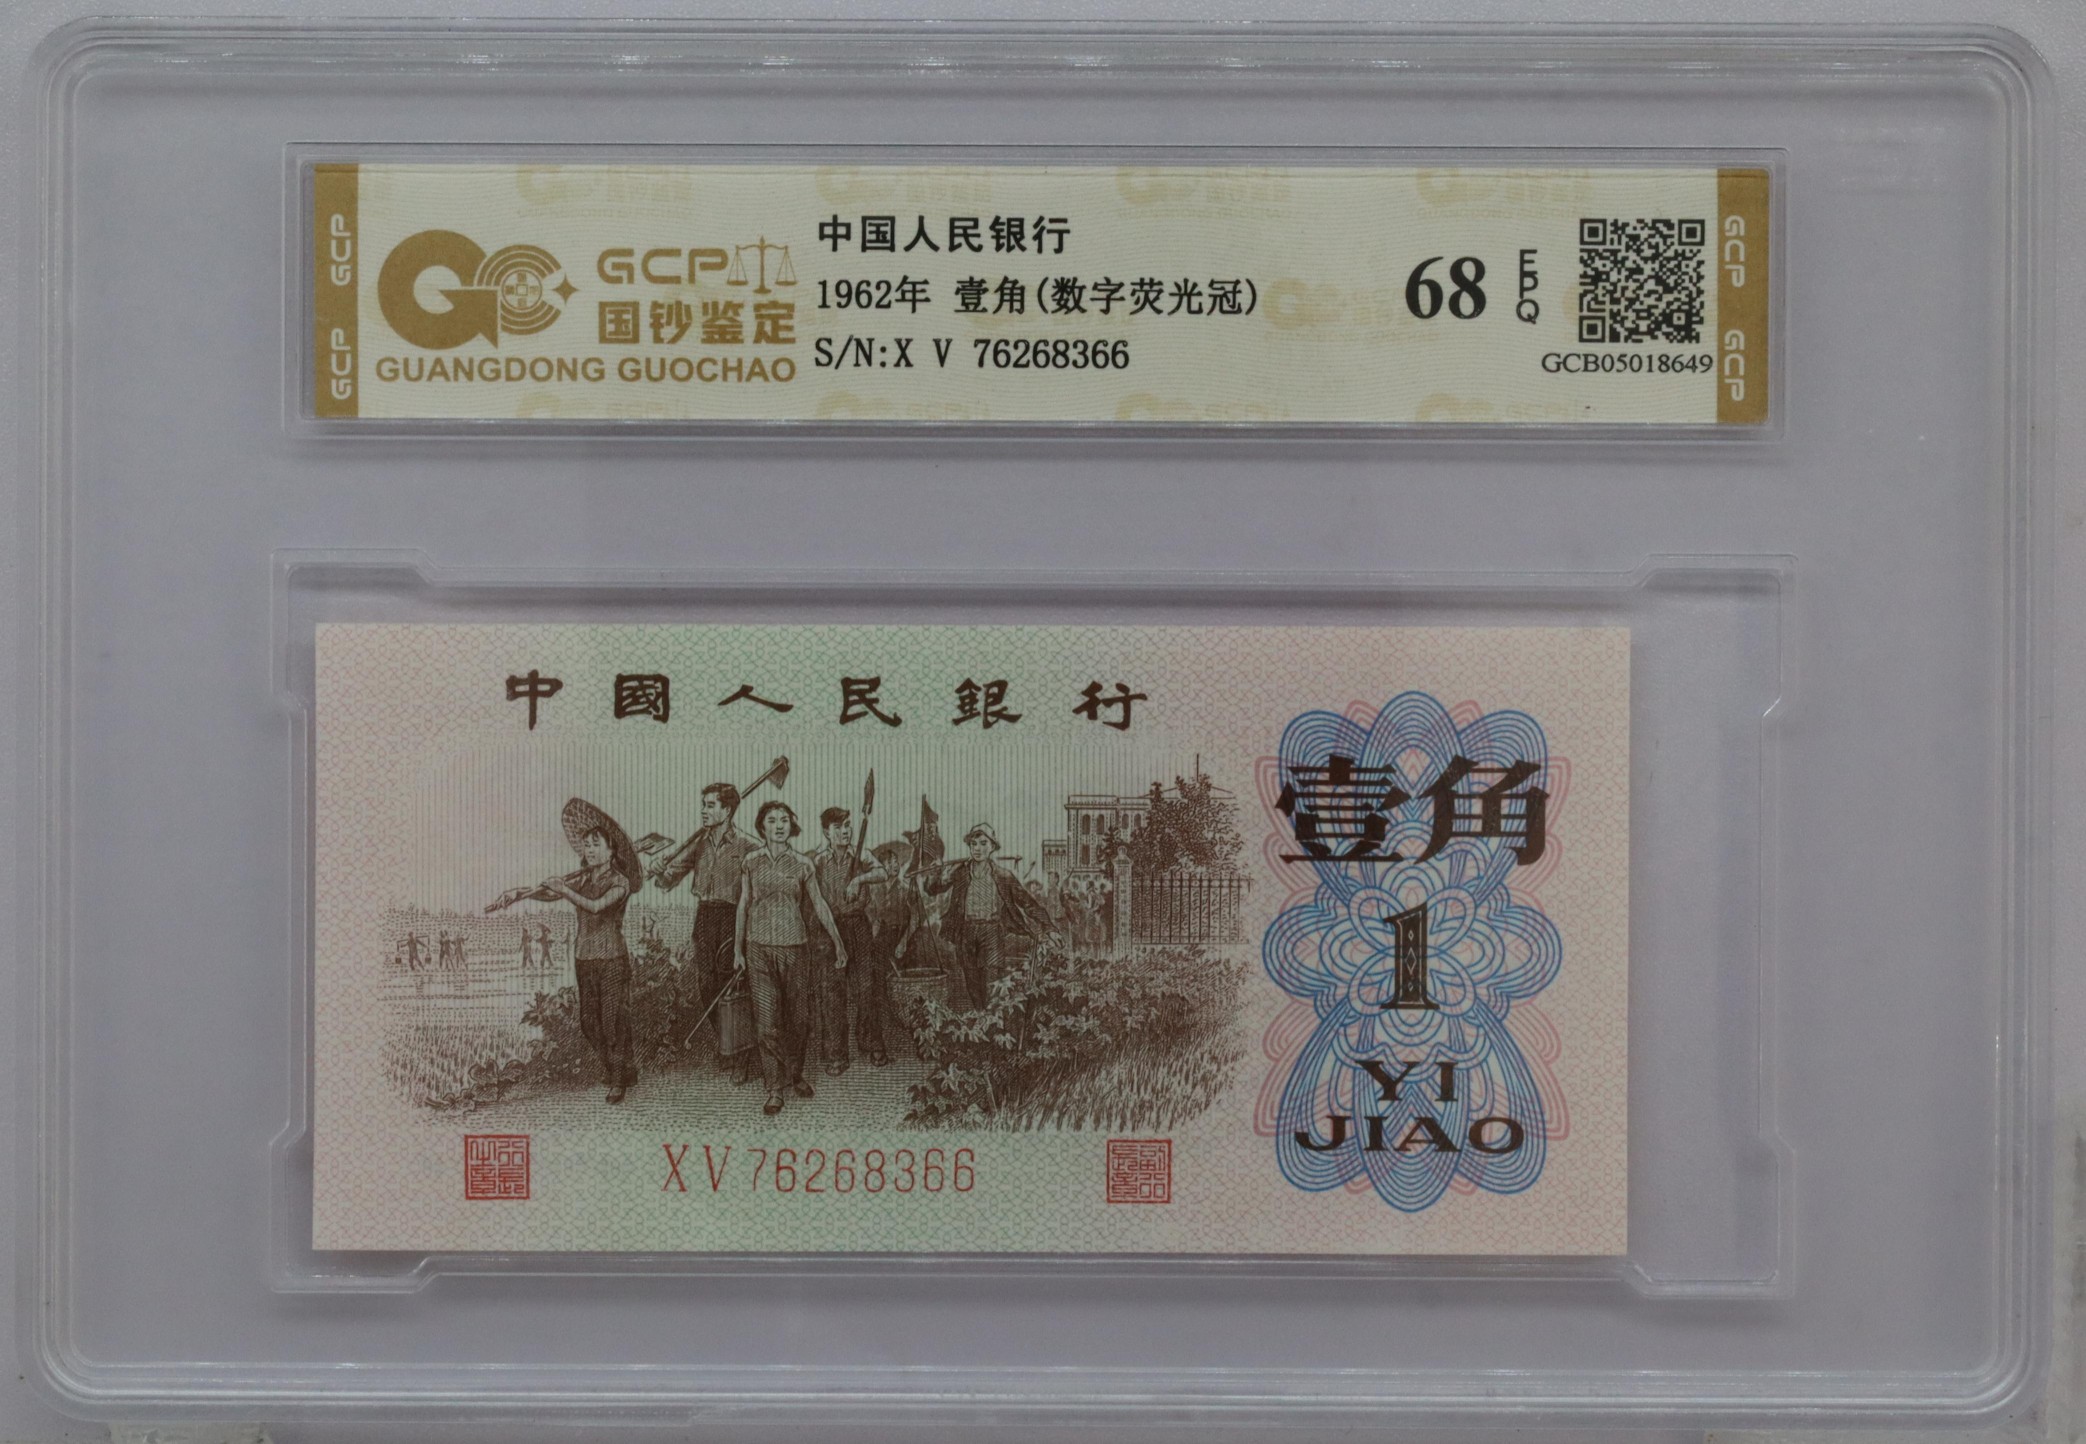 GCP
GCP
GCP
国钞鉴定
GUANGDONG GUOCHAO
中国人民银行
1962年 壹角(数字荧光冠)
S/N:X V 76268366
68
EPQ
GCB05018649
GCP
GCP
中國人民銀行
壹角
1
YI
JIAO
XV76268366